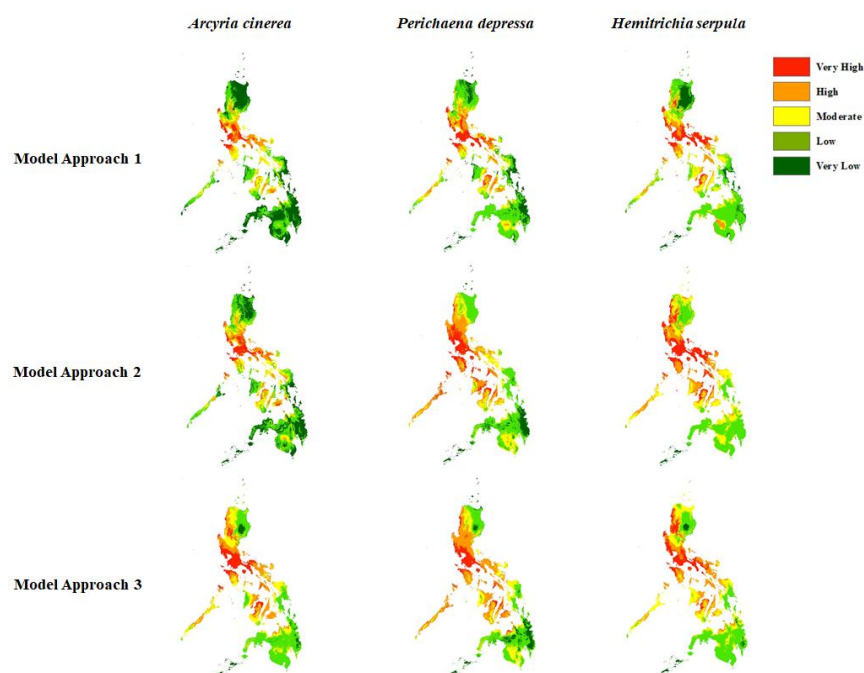 Arcyria cinerea Perichaena depressa Hemitrichia serpula
Very High
High
Moderate
Low
Very Low
Model Approach 1
Model Approach 2
Model Approach 3